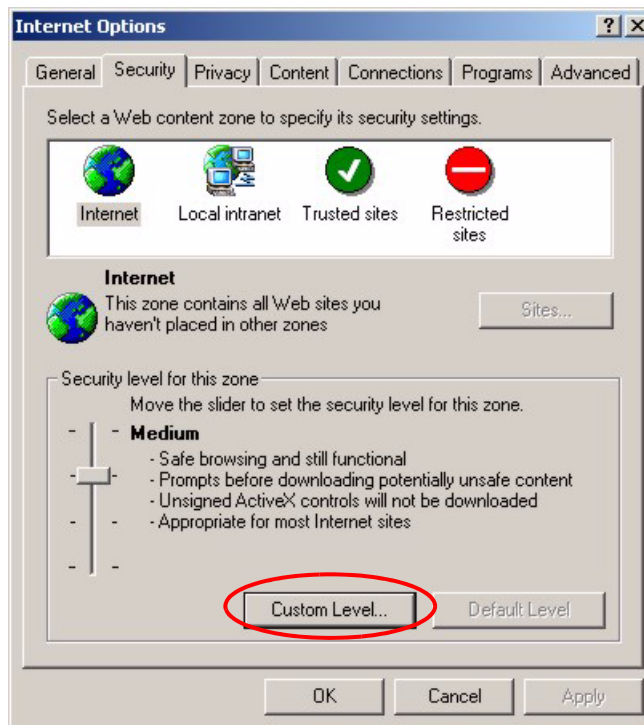 Internet Options
General Security Privacy Content Connections Programs Advanced
Select a Web content zone to specify its security settings.
Internet Local intranet Trusted sites Restricted
sites
Internet
This zone contains all Web sites you
haven't placed in other zones
Sites...
Security level for this zone
Move the slider to set the security level for this zone.
Medium
- Safe browsing and still functional
- Prompts before downloading potentially unsafe content
- Unsigned ActiveX controls will not be downloaded
- Appropriate for most Internet sites
Custom Level... Default Level
OK Cancel Apply